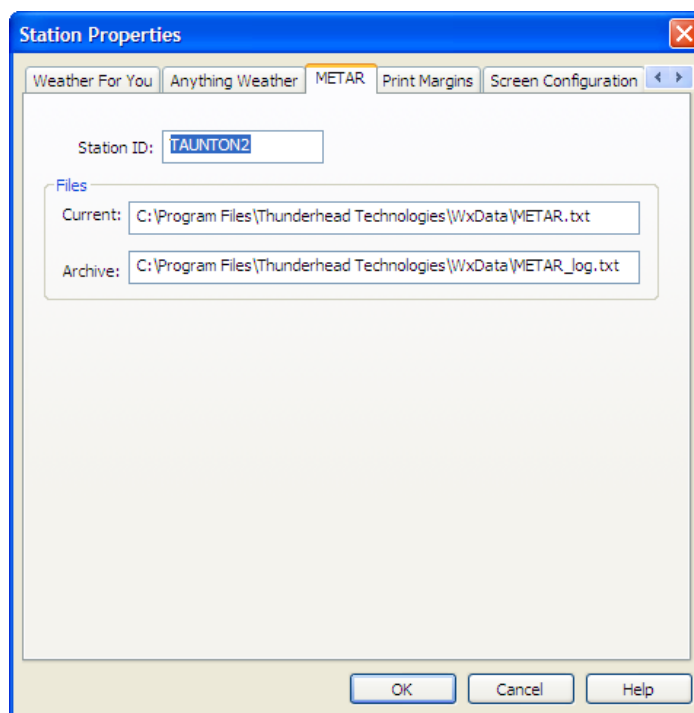 Station Properties
Weather For You Anything Weather METAR Print Margins Screen Configuration
Station ID: TAUNTON2
Files
Current: C:\Program Files\Thunderhead Technologies\WxData\METAR.txt
Archive: C:\Program Files\Thunderhead Technologies\WxData\METAR_log.txt
OK Cancel Help